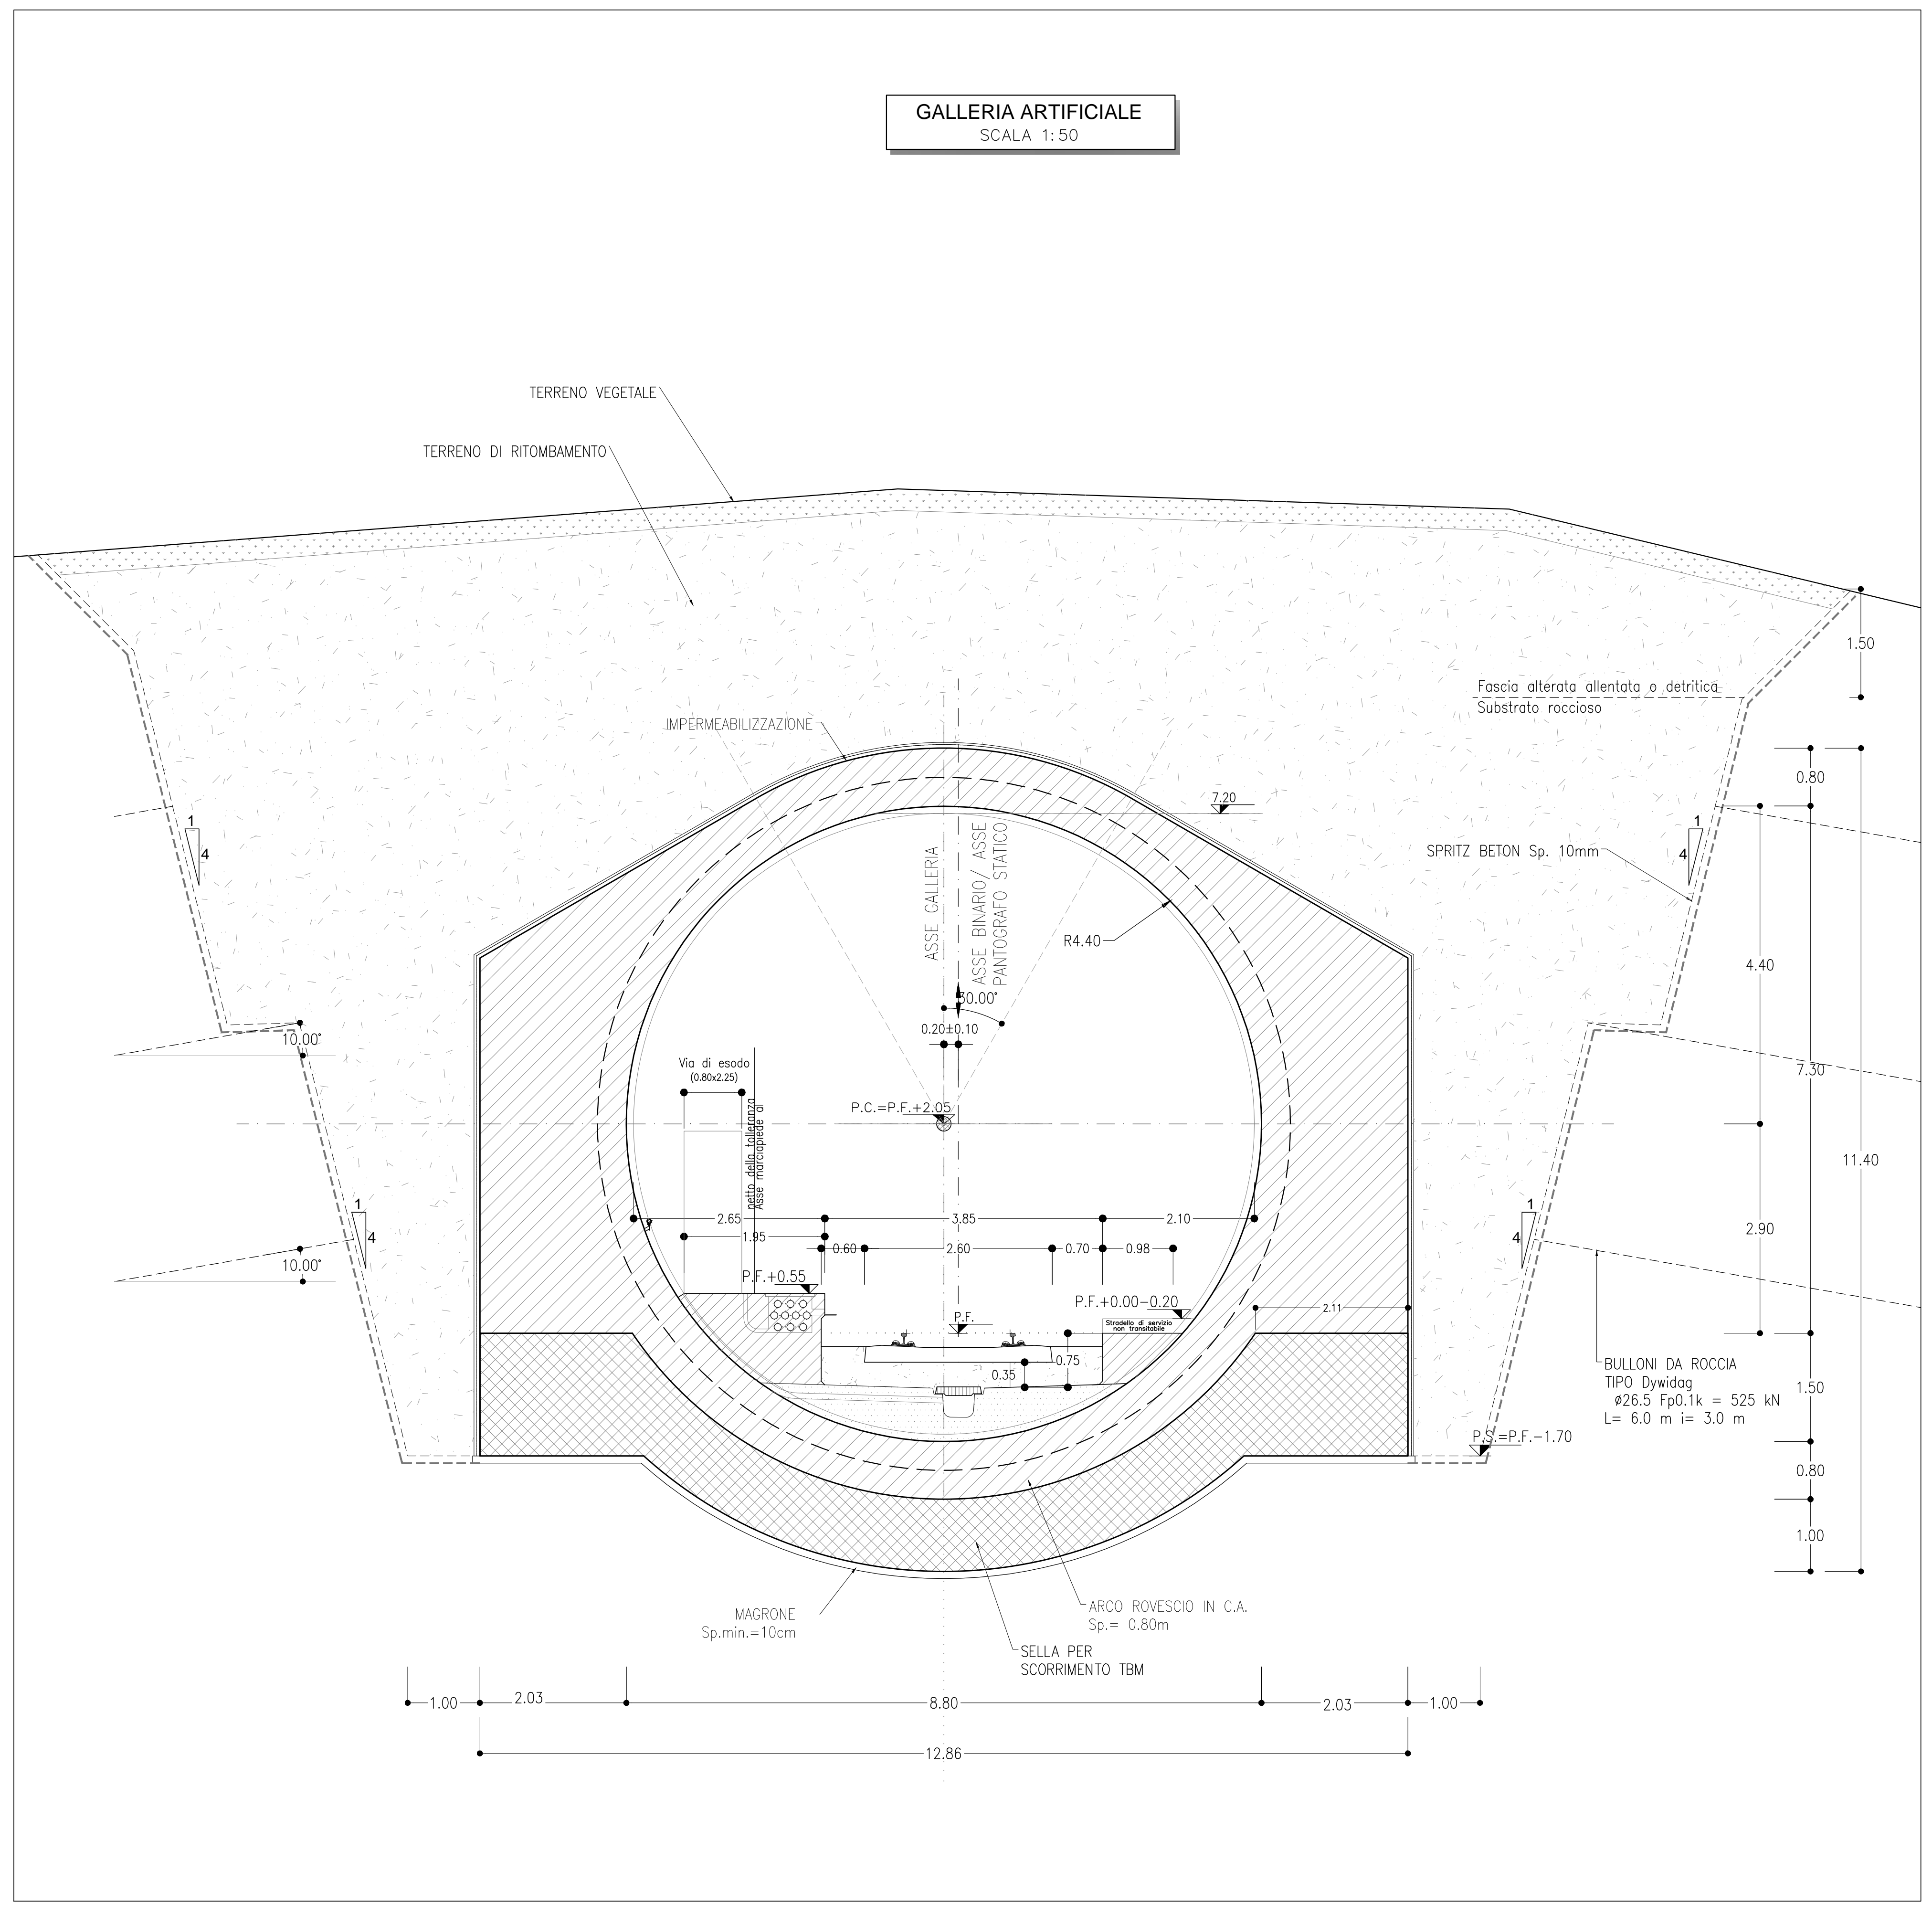 GALLERIA ARTIFICIALE
SCALA 1:50
TERRENO VEGETALE
TERRENO DI RITOMBAMENTO
1.50
Fascia alterata allentata o detritica
Substrato roccioso
IMPERMEABILIZZAZIONE
0.80
7.20
1
4
1
4
SPRITZ BETON Sp. 10mm
ASSE GALLERIA
ASSE BINARIO/ ASSE
PANTOGRAFO STATICO
R4.40
4.40
30.00°
0.20±0.10
10.00°
Via di esodo
(0.80x2.25)
7.30
P.C.=P.F.+2.05
netto della tolleranza
Asse marciapiede al
11.40
1
4
1
4
2.65
3.85
2.10
2.90
1.95
0.60
2.60
0.70
0.98
10.00°
P.F.+0.55
P.F.+0.00-0.20
2.11
P.F.
Stradello di servizio
non transitabile
0.75
0.35
BULLONI DA ROCCIA
TIPO Dywidag
Ø26.5 Fp0.1k = 525 kN
L= 6.0 m i= 3.0 m
1.50
P.S.=P.F.-1.70
0.80
1.00
MAGRONE
Sp.min.=10cm
ARCO ROVESCIO IN C.A.
Sp.= 0.80m
SELLA PER
SCORRIMENTO TBM
1.00
2.03
8.80
2.03
1.00
12.86